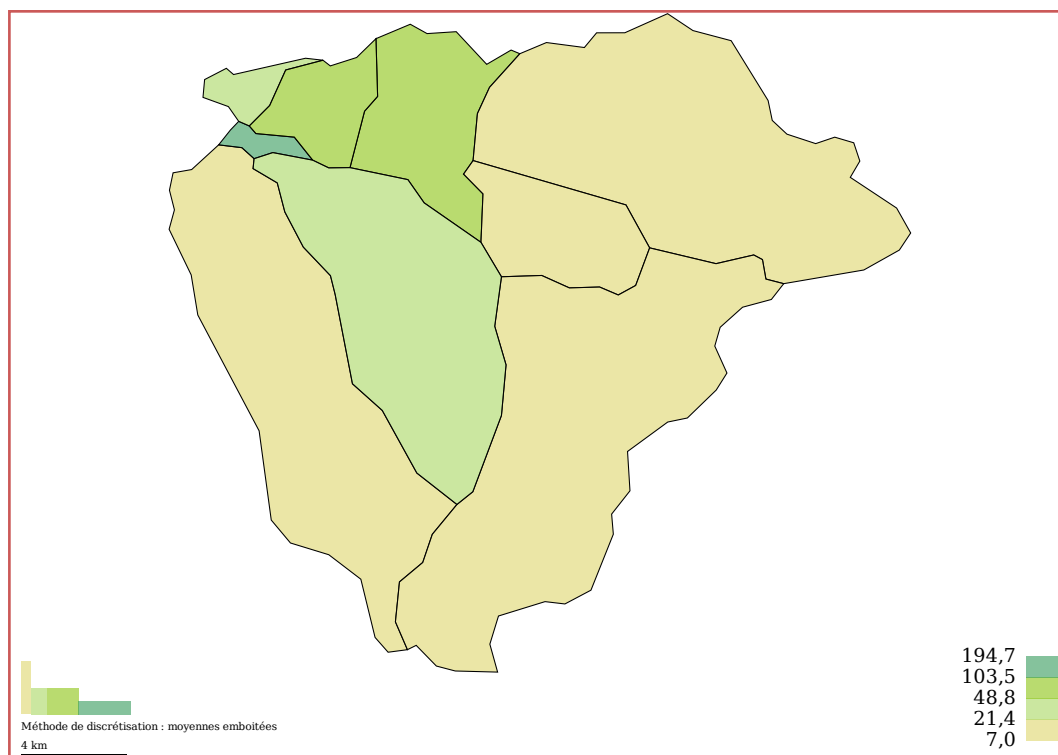 194,7
103,5
48,8
21,4
7,0
Méthode de discrétisation : moyennes emboitées
4 km